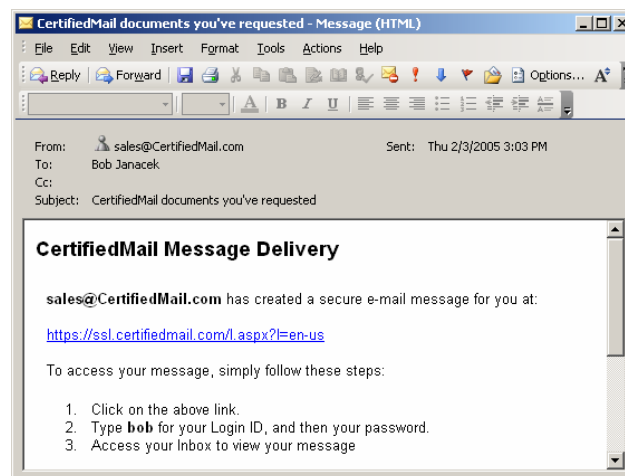 CertifiedMail documents you've requested - Message (HTML)
File Edit View Insert Format Tools Actions Help
Reply Forward Options... A
A B I U
From: sales@CertifiedMail.com Sent: Thu 2/3/2005 3:03 PM
To: Bob Janacek
Cc:
Subject: CertifiedMail documents you've requested
CertifiedMail Message Delivery
sales@CertifiedMail.com has created a secure e-mail message for you at:
https://ssl.certifiedmail.com/l.aspx?l=en-us
To access your message, simply follow these steps:
1. Click on the above link.
2. Type bob for your Login ID, and then your password.
3. Access your Inbox to view your message